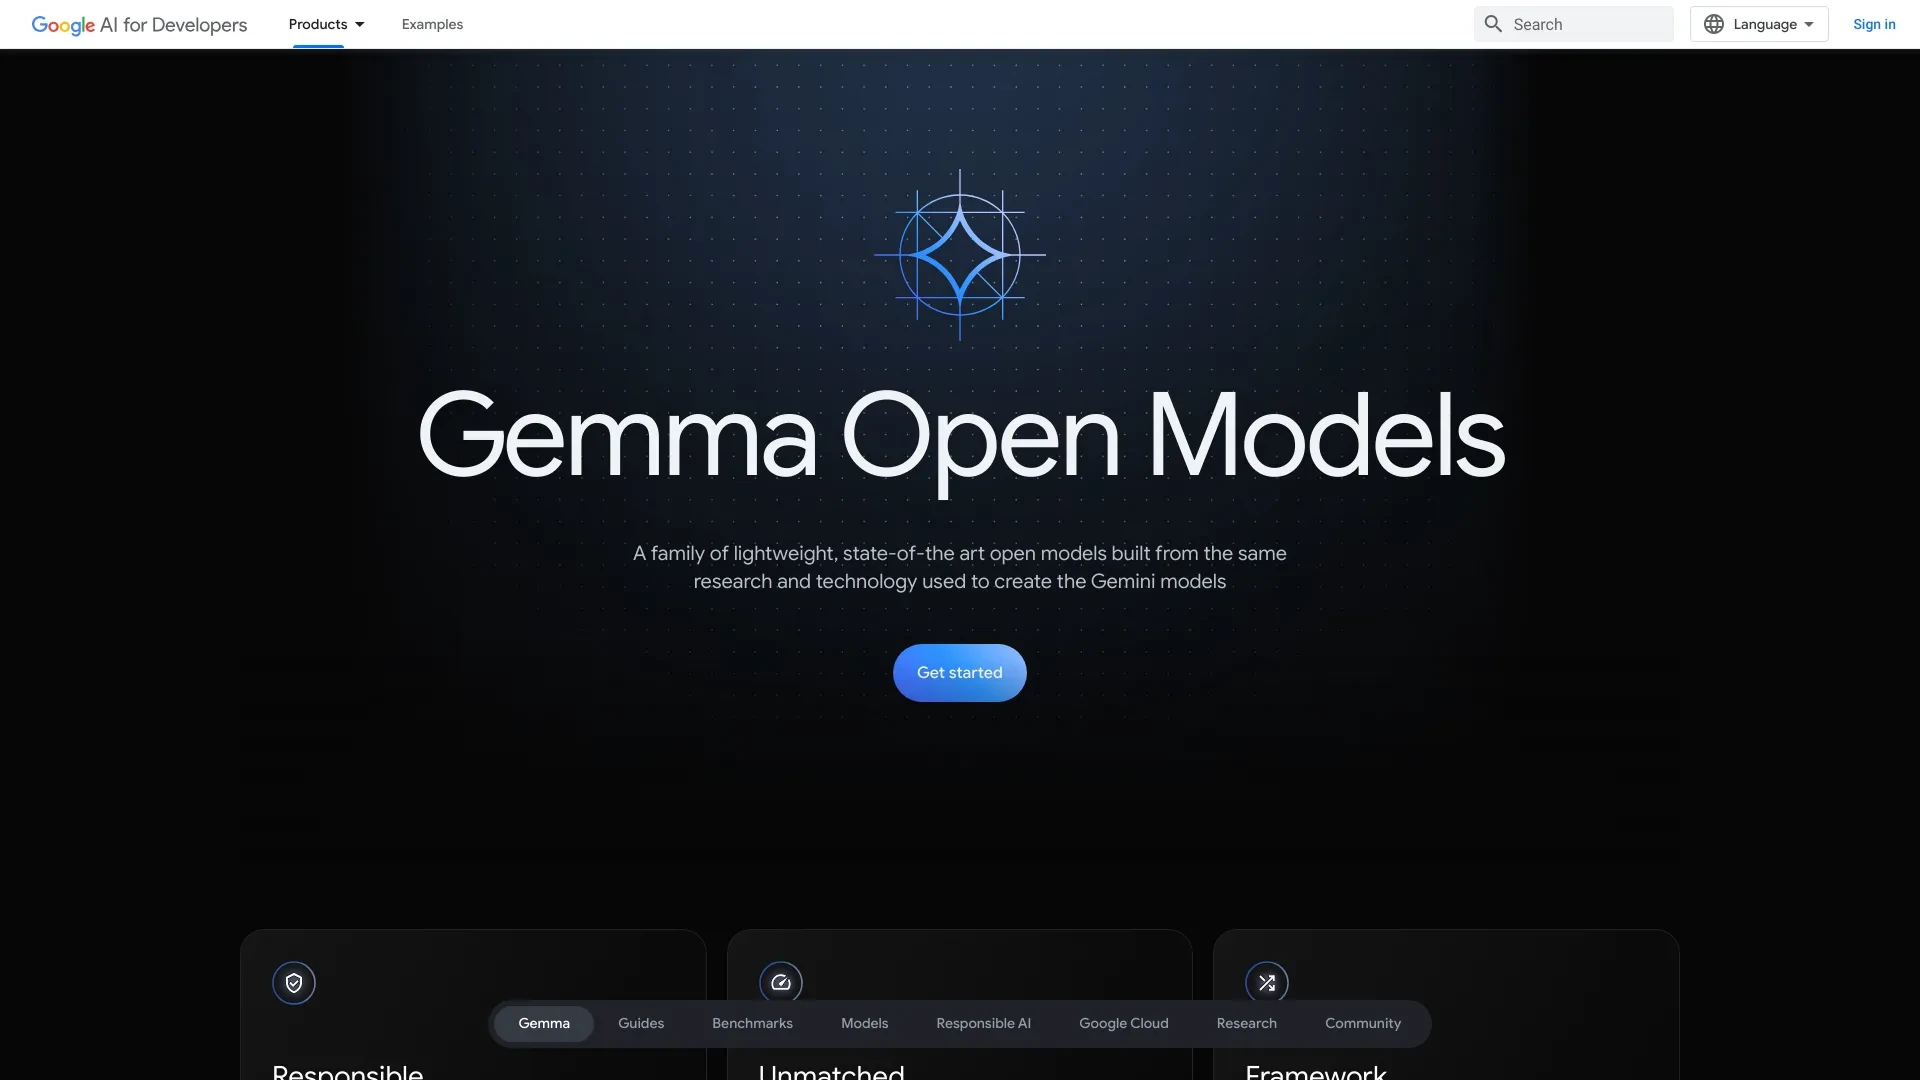 Google AI for Developers
Products
Examples
Search
Language
Sign in
Gemma Open Models
A family of lightweight, state-of-the art open models built from the same
research and technology used to create the Gemini models
Get started
Gemma
Guides
Benchmarks
Models
Responsible AI
Google Cloud
Research
Community
Responsible
Unmatched
Framework